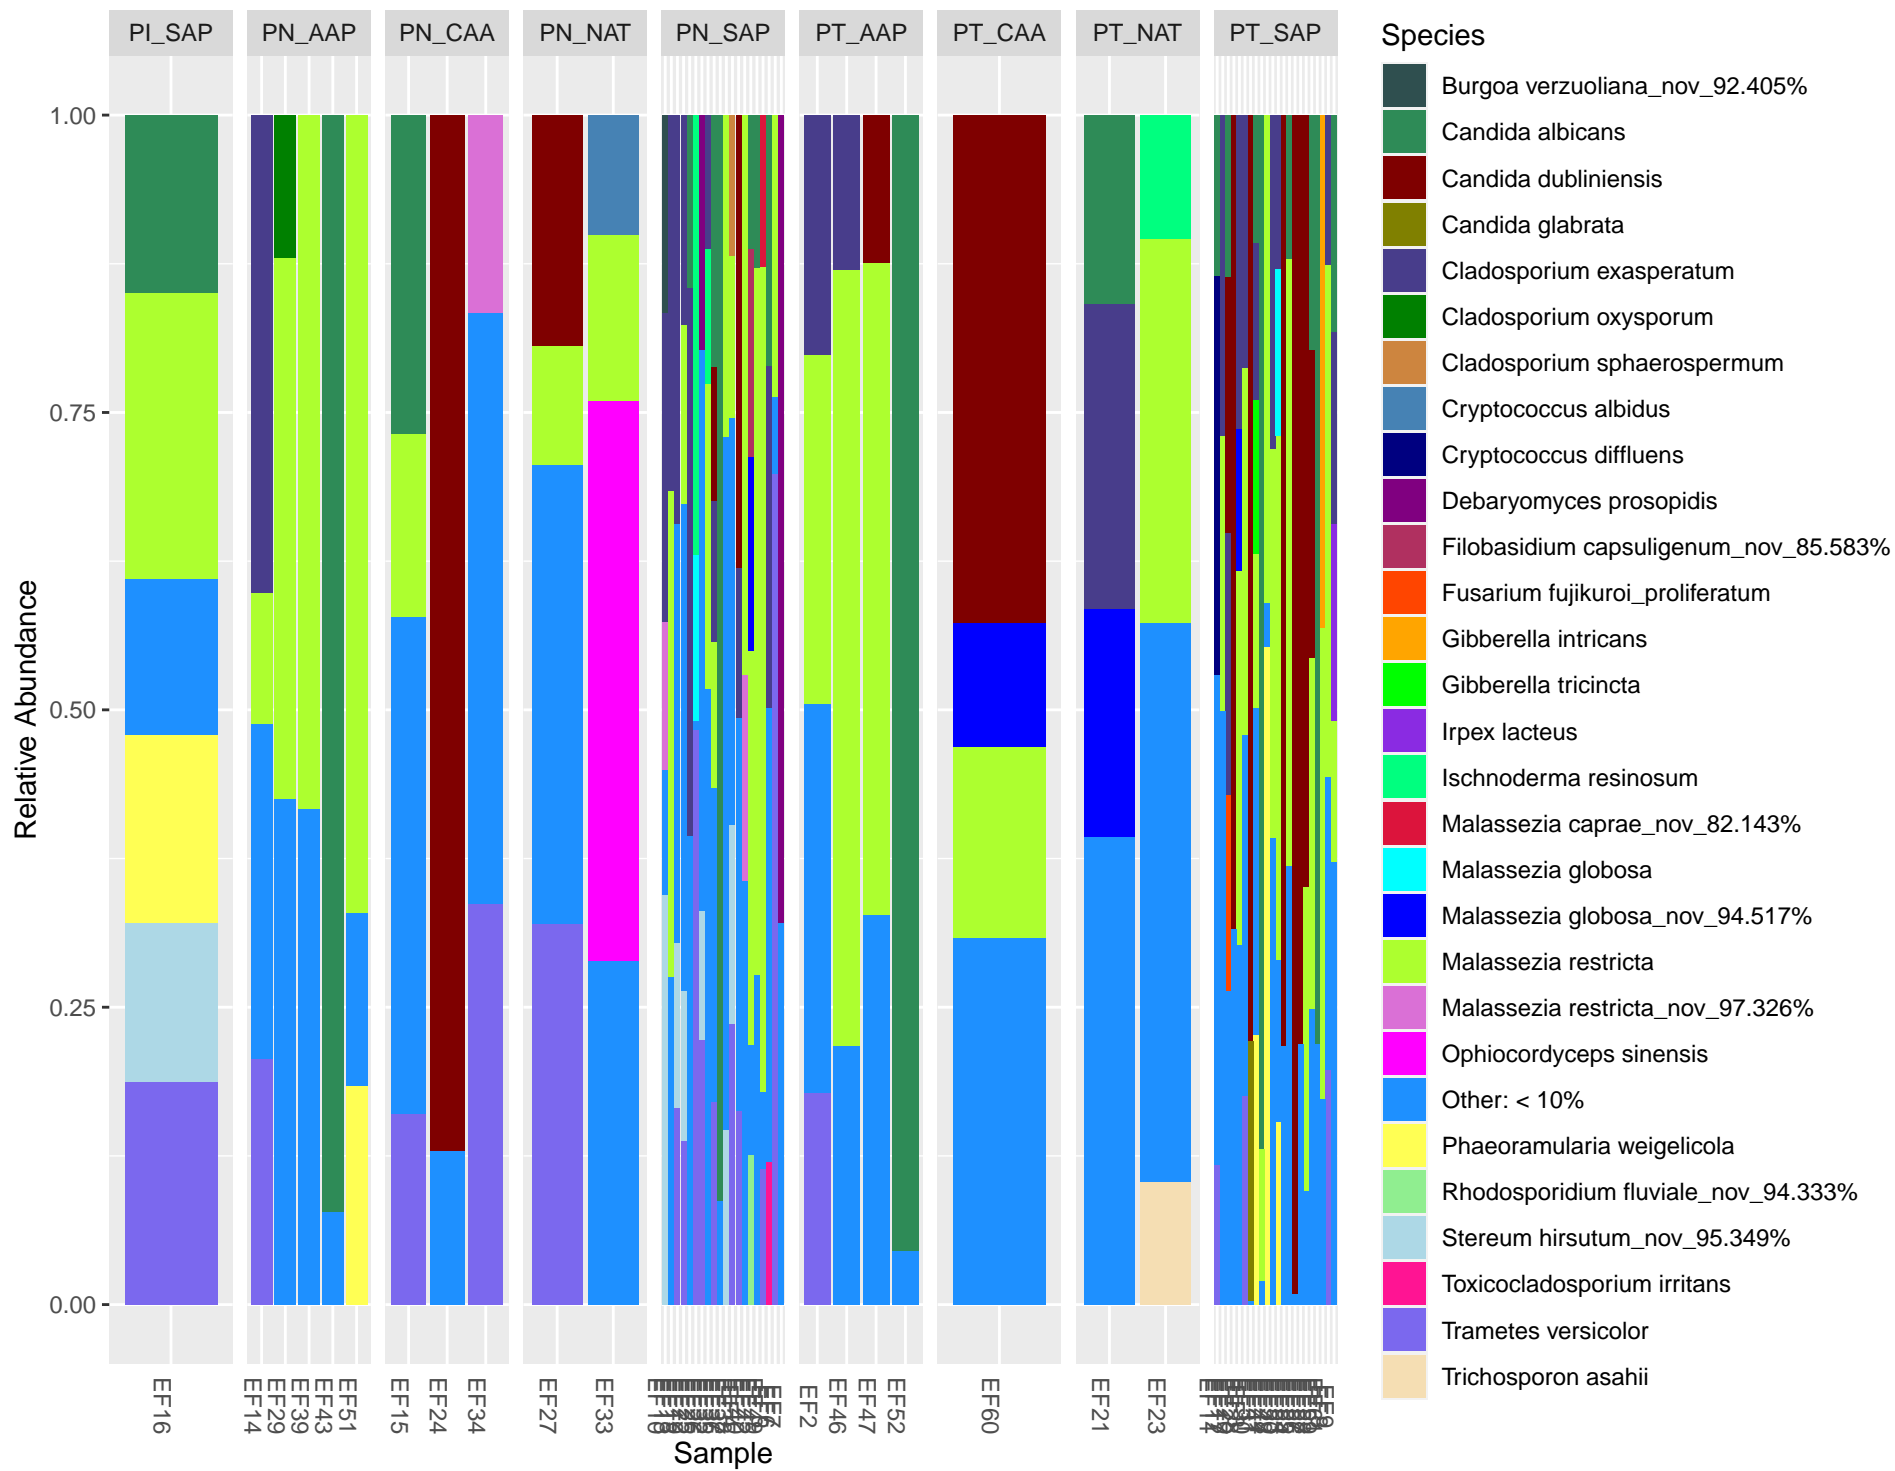 PI_SAP PN_AAP PN_CAA PN_NAT PN_SAP PT_AAP PT_CAA PT_NAT PT_SAP
Relative Abundance
1.00
0.75
0.50
0.25
0.00
EF16 EF14 EF29 EF39 EF43 EF51 EF15 EF24 EF34 EF27 EF33 EF7 EF2 EF46 EF47 EF52 EF60 EF21 EF23 EF14 EF9
Sample
Species
Burgoa verzuoliana_nov_92.405%
Candida albicans
Candida dubliniensis
Candida glabrata
Cladosporium exasperatum
Cladosporium oxysporum
Cladosporium sphaerospermum
Cryptococcus albidus
Cryptococcus diffluens
Debaryomyces prosopidis
Filobasidium capsuligenum_nov_85.583%
Fusarium fujikuroi_proliferatum
Gibberella intricans
Gibberella tricincta
Irpex lacteus
Ischnoderma resinosum
Malassezia caprae_nov_82.143%
Malassezia globosa
Malassezia globosa_nov_94.517%
Malassezia restricta
Malassezia restricta_nov_97.326%
Ophiocordyceps sinensis
Other: < 10%
Phaeoramularia weigelicola
Rhodosporidium fluviale_nov_94.333%
Stereum hirsutum_nov_95.349%
Toxicocladosporium irritans
Trametes versicolor
Trichosporon asahii